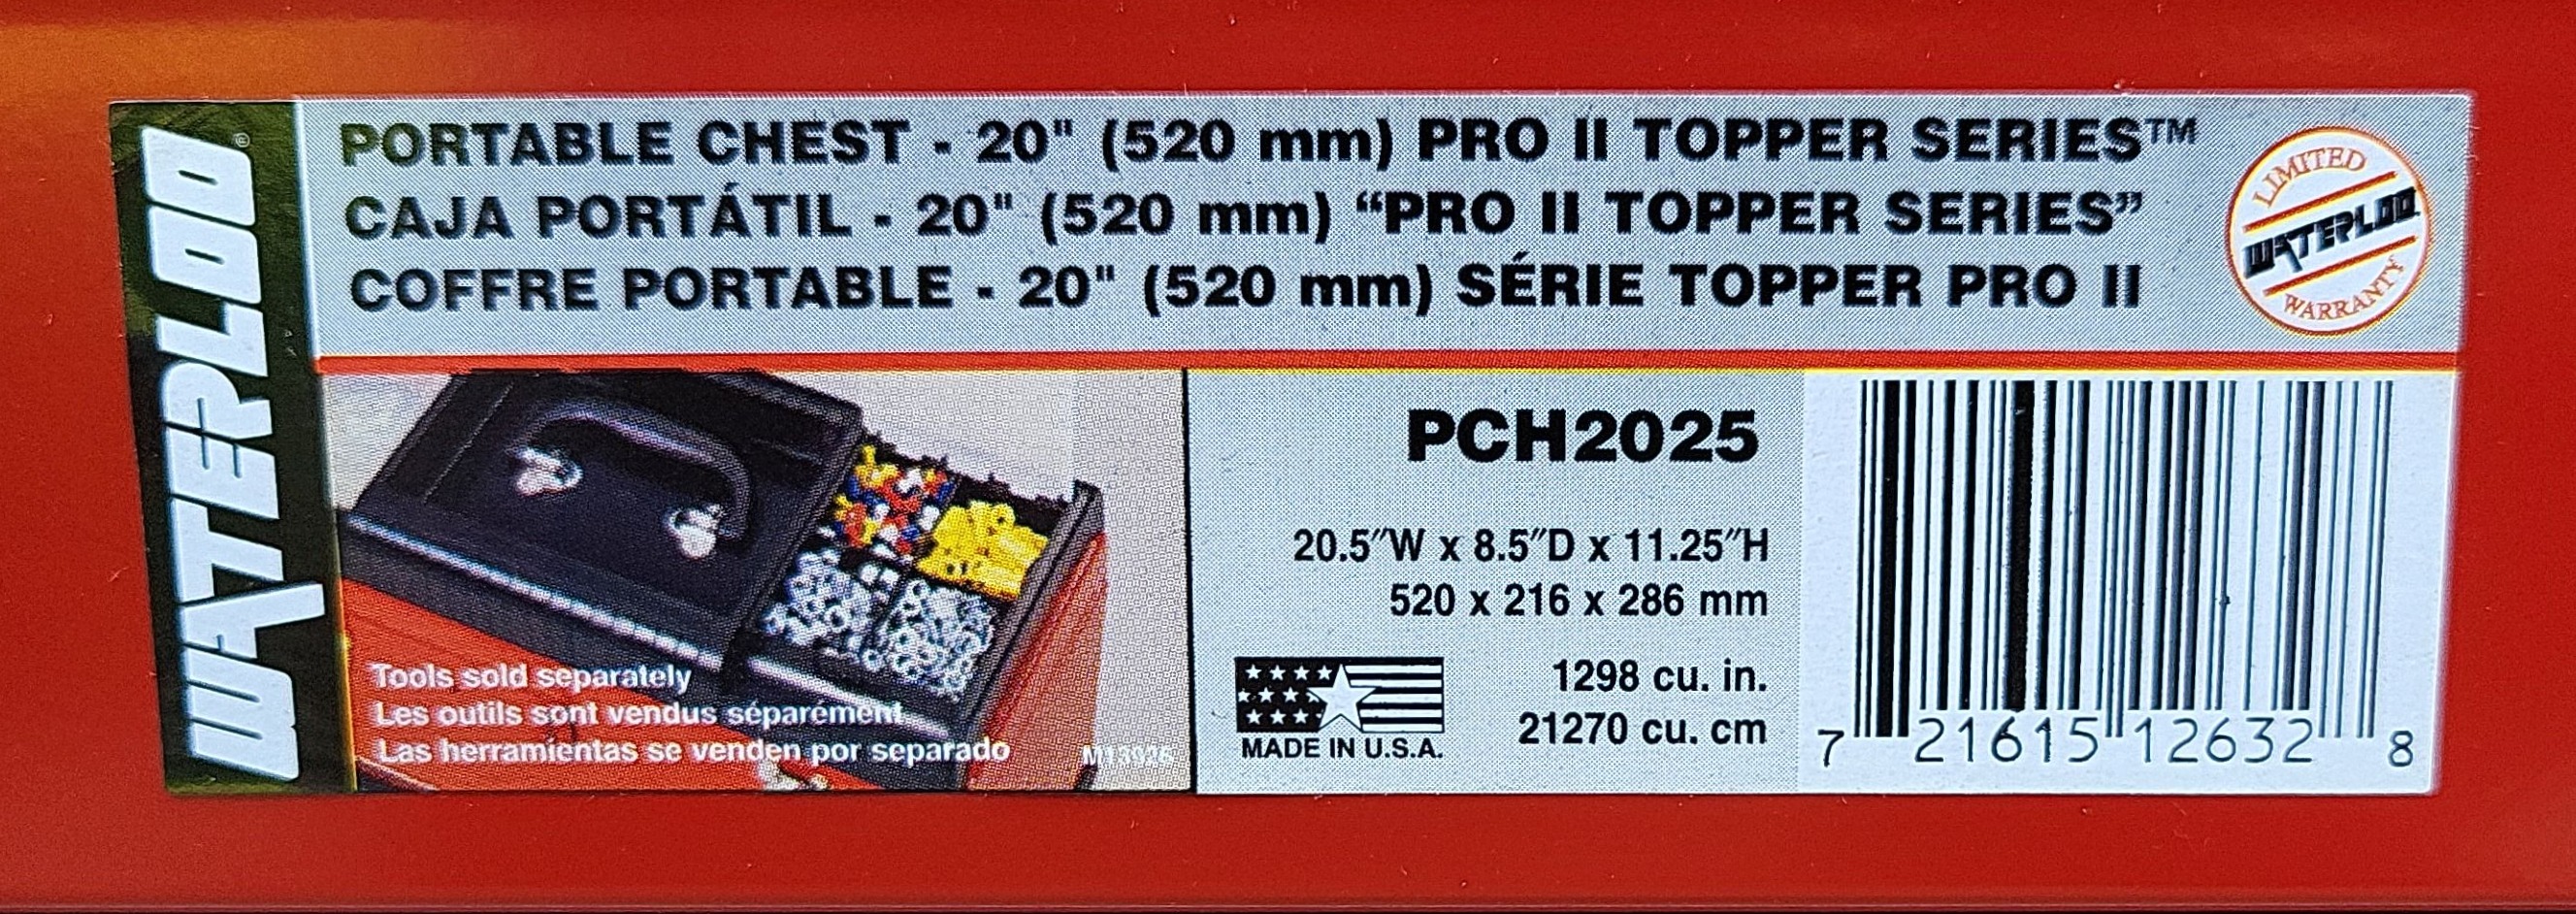 WATERLOO®
PORTABLE CHEST - 20" (520 mm) PRO II TOPPER SERIES™
CAJA PORTÁTIL - 20" (520 mm) “PRO II TOPPER SERIES”
COFFRE PORTABLE - 20" (520 mm) SÉRIE TOPPER PRO II
LIMITED
WATERLOO
WARRANTY
Tools sold separately
Les outils sont vendus séparément
Las herramientas se venden por separado
PCH2025
20.5″W x 8.5″D x 11.25″H
520 x 216 x 286 mm
1298 cu. in.
21270 cu. cm
MADE IN U.S.A.
7 21615 12632 8